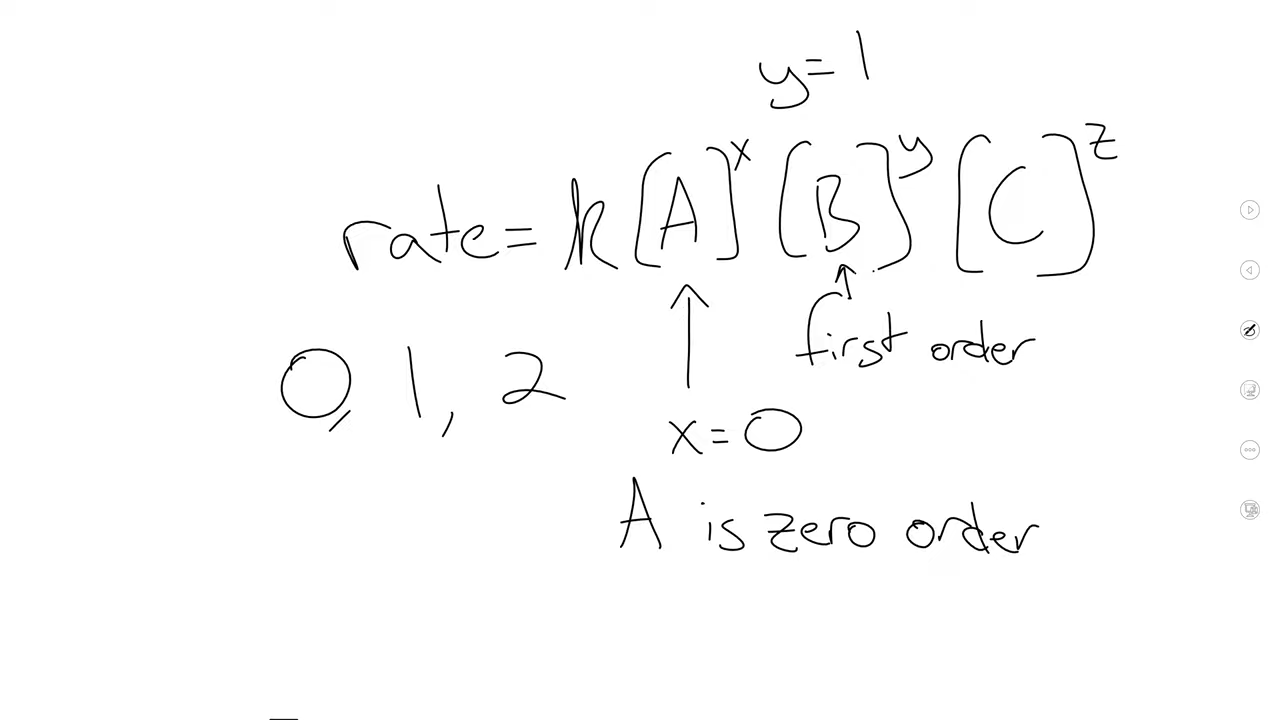 y=1
rate=k[A]^x [B]^y [C]^z
first order
0, 1, 2
x=0
A is zero order